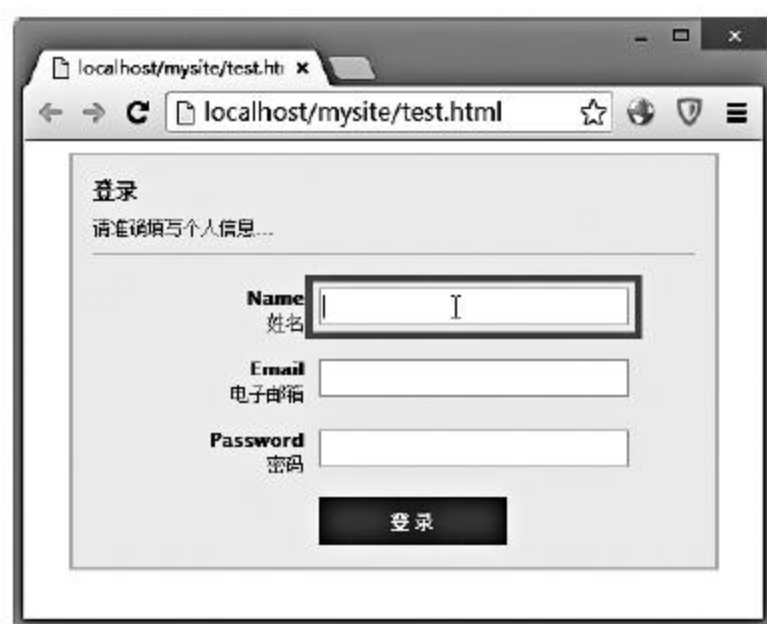 localhost/mysite/test.ht
localhost/mysite/test.html
登录
请准确填写个人信息...
Name
姓名
Email
电子邮箱
Password
密码
登 录